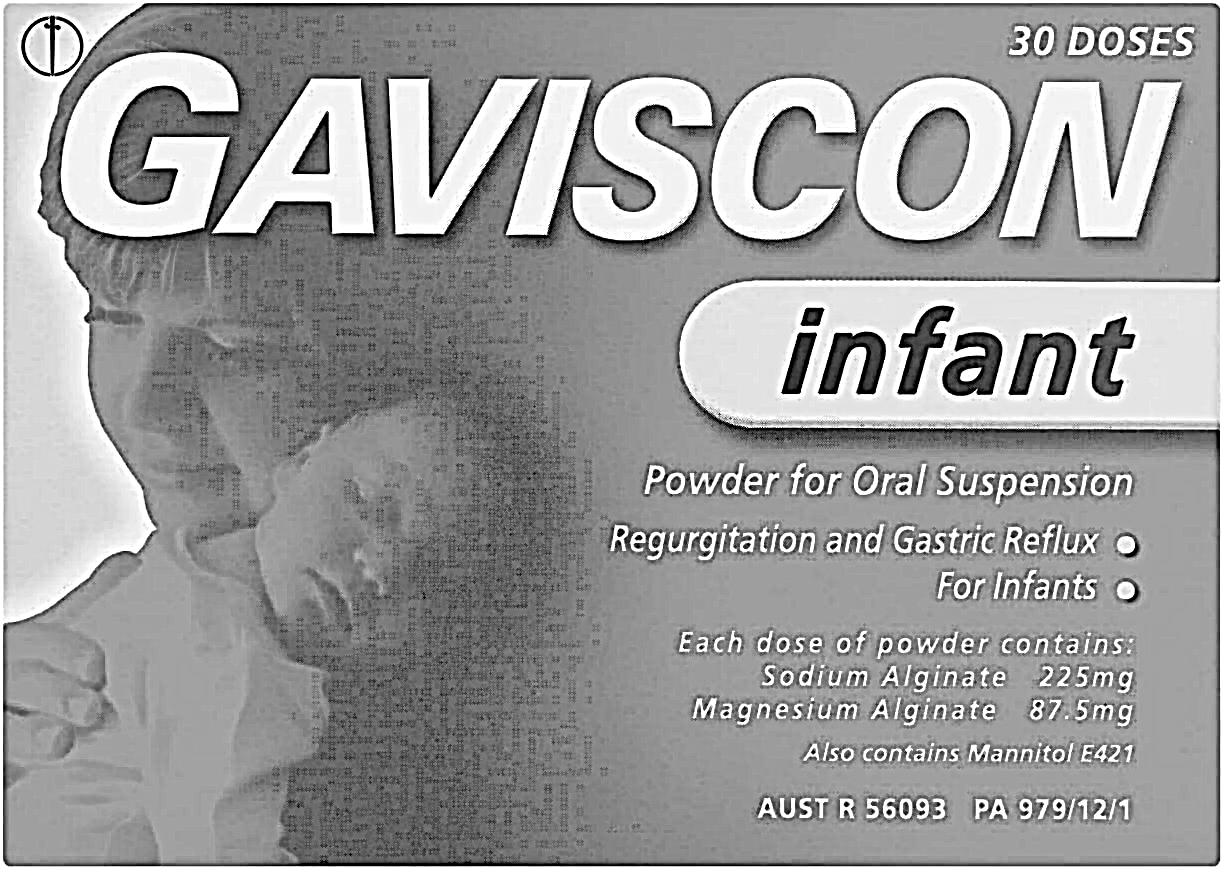 30 DOSES
GAVISCON
infant
Powder for Oral Suspension
Regurgitation and Gastric Reflux
For Infants
Each dose of powder contains:
Sodium Alginate 225mg
Magnesium Alginate 87.5mg
Also contains Mannitol E421
AUST R 56093 PA 979/12/1